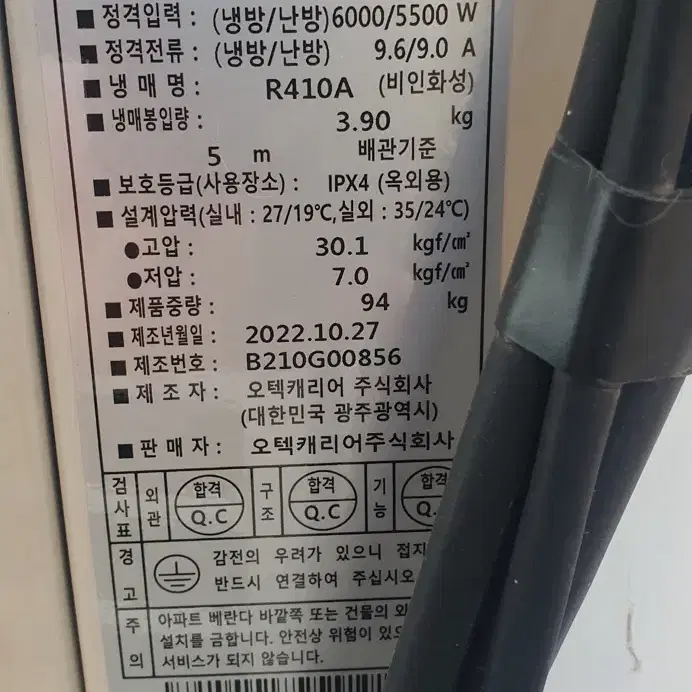 ■ 정격입력 : (냉방/난방) 6000/5500 W
■ 정격전류 : (냉방/난방) 9.6/9.0 A
■ 냉 매 명 : R410A (비인화성)
■ 냉매봉입량 : 3.90 kg
5 m 배관기준
■ 보호등급(사용장소) : IPX4 (옥외용)
■ 설계압력(실내 : 27/19℃,실외 : 35/24℃)
●고압 : 30.1 kgf/㎠
●저압 : 7.0 kgf/㎠
■ 제품중량 : 94 kg
■ 제조년월일 : 2022.10.27
■ 제조번호 : B210G00856
■ 제 조 자 : 오텍캐리어 주식회사
(대한민국 광주광역시)
■ 판 매 자 : 오텍캐리어주식회사
검사표 외관 합격 Q.C 구조 합격 Q.C 기능 합격 Q.C
경고 감전의 우려가 있으니 접지
반드시 연결하여 주십시오
주의 아파트 베란다 바깥쪽 또는 건물의 외
설치를 금합니다. 안전상 위험이 있으
서비스가 되지 않습니다.